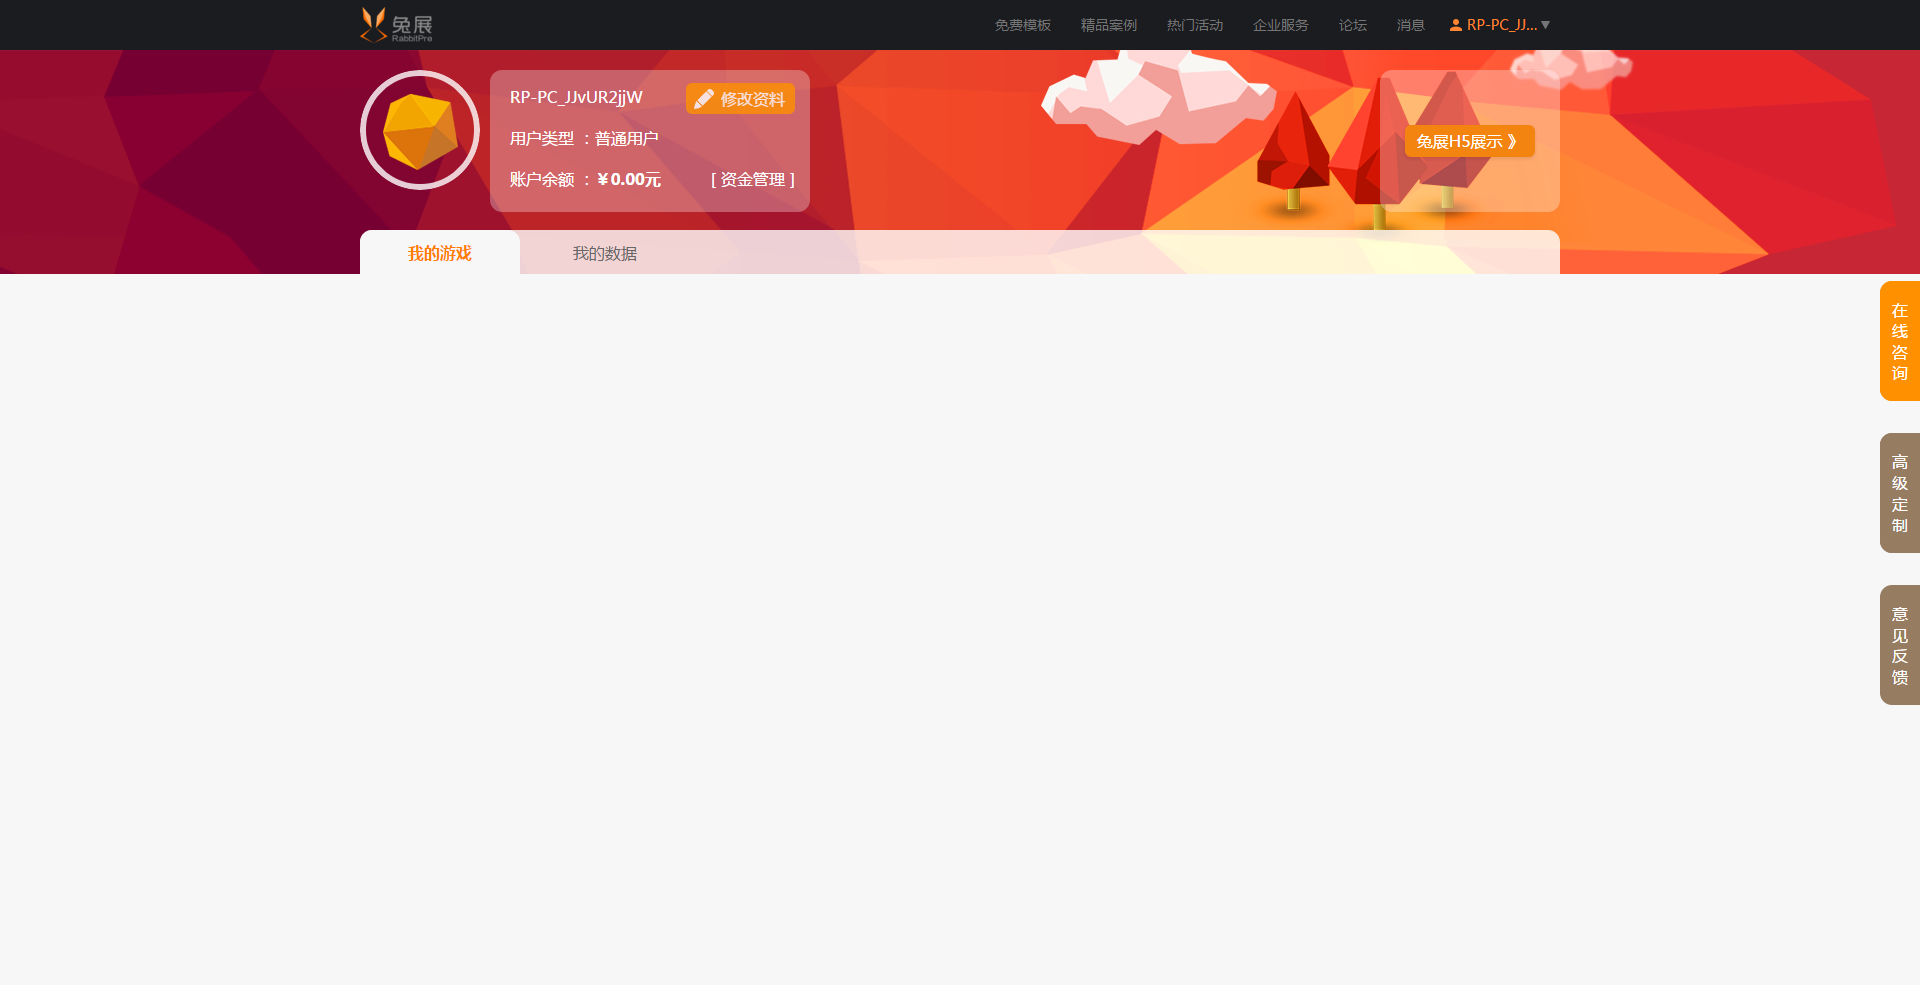 兔展
RabbitPre
免费模板 精品案例 热门活动 企业服务 论坛 消息 RP-PC_JJ...
RP-PC_JJvUR2jjW 修改资料
用户类型 ：普通用户
账户余额 ：￥0.00元 [ 资金管理 ]
兔展H5展示 》
我的游戏 我的数据
在线咨询
高级定制
意见反馈